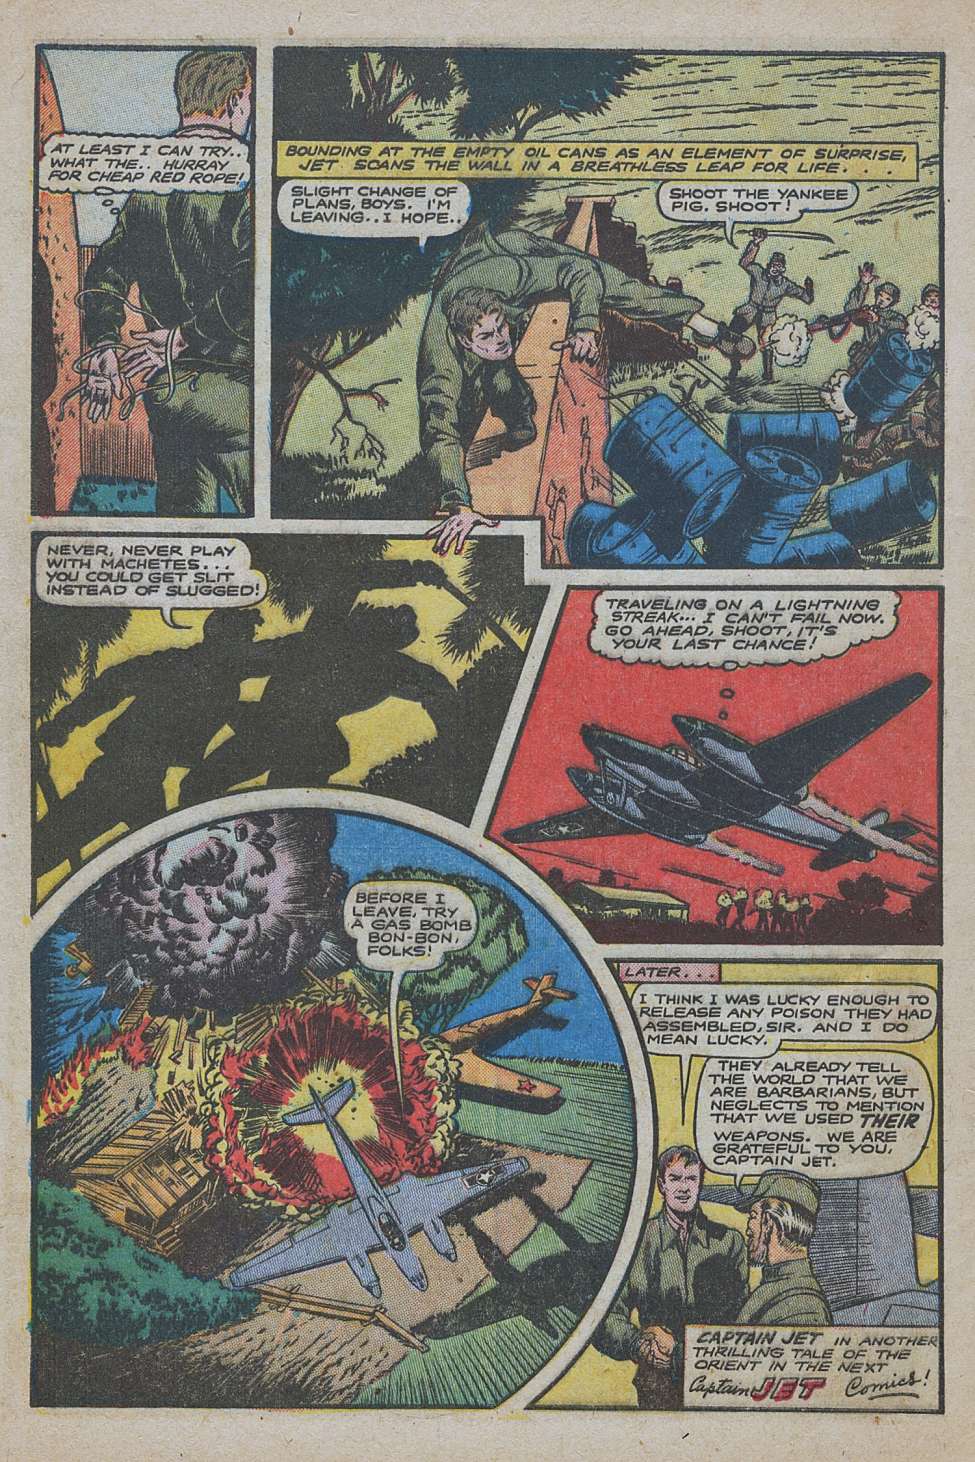 AT LEAST I CAN TRY..
WHAT THE.. HURRAY
FOR CHEAP RED ROPE!
BOUNDING AT THE EMPTY OIL CANS AS AN ELEMENT OF SURPRISE,
JET SCANS THE WALL IN A BREATHLESS LEAP FOR LIFE. . . .
SLIGHT CHANGE OF
PLANS, BOYS. I'M
LEAVING..I HOPE..
SHOOT THE YANKEE
PIG. SHOOT!
NEVER, NEVER PLAY
WITH MACHETES...
YOU COULD GET SLIT
INSTEAD OF SLUGGED!
TRAVELING ON A LIGHTNING
STREAK... I CAN'T FAIL NOW.
GO AHEAD, SHOOT, IT'S
YOUR LAST CHANCE!
BEFORE I
LEAVE, TRY
A GAS BOMB
BON-BON,
FOLKS!
LATER...
I THINK I WAS LUCKY ENOUGH TO
RELEASE ANY POISON THEY HAD
ASSEMBLED, SIR. AND I DO
MEAN LUCKY.
THEY ALREADY TELL
THE WORLD THAT WE
ARE BARBARIANS, BUT
NEGLECTS TO MENTION
THAT WE USED THEIR
WEAPONS. WE ARE
GRATEFUL TO YOU,
CAPTAIN JET.
CAPTAIN JET IN ANOTHER
THRILLING TALE OF THE
ORIENT IN THE NEXT
Captain JET Comics!